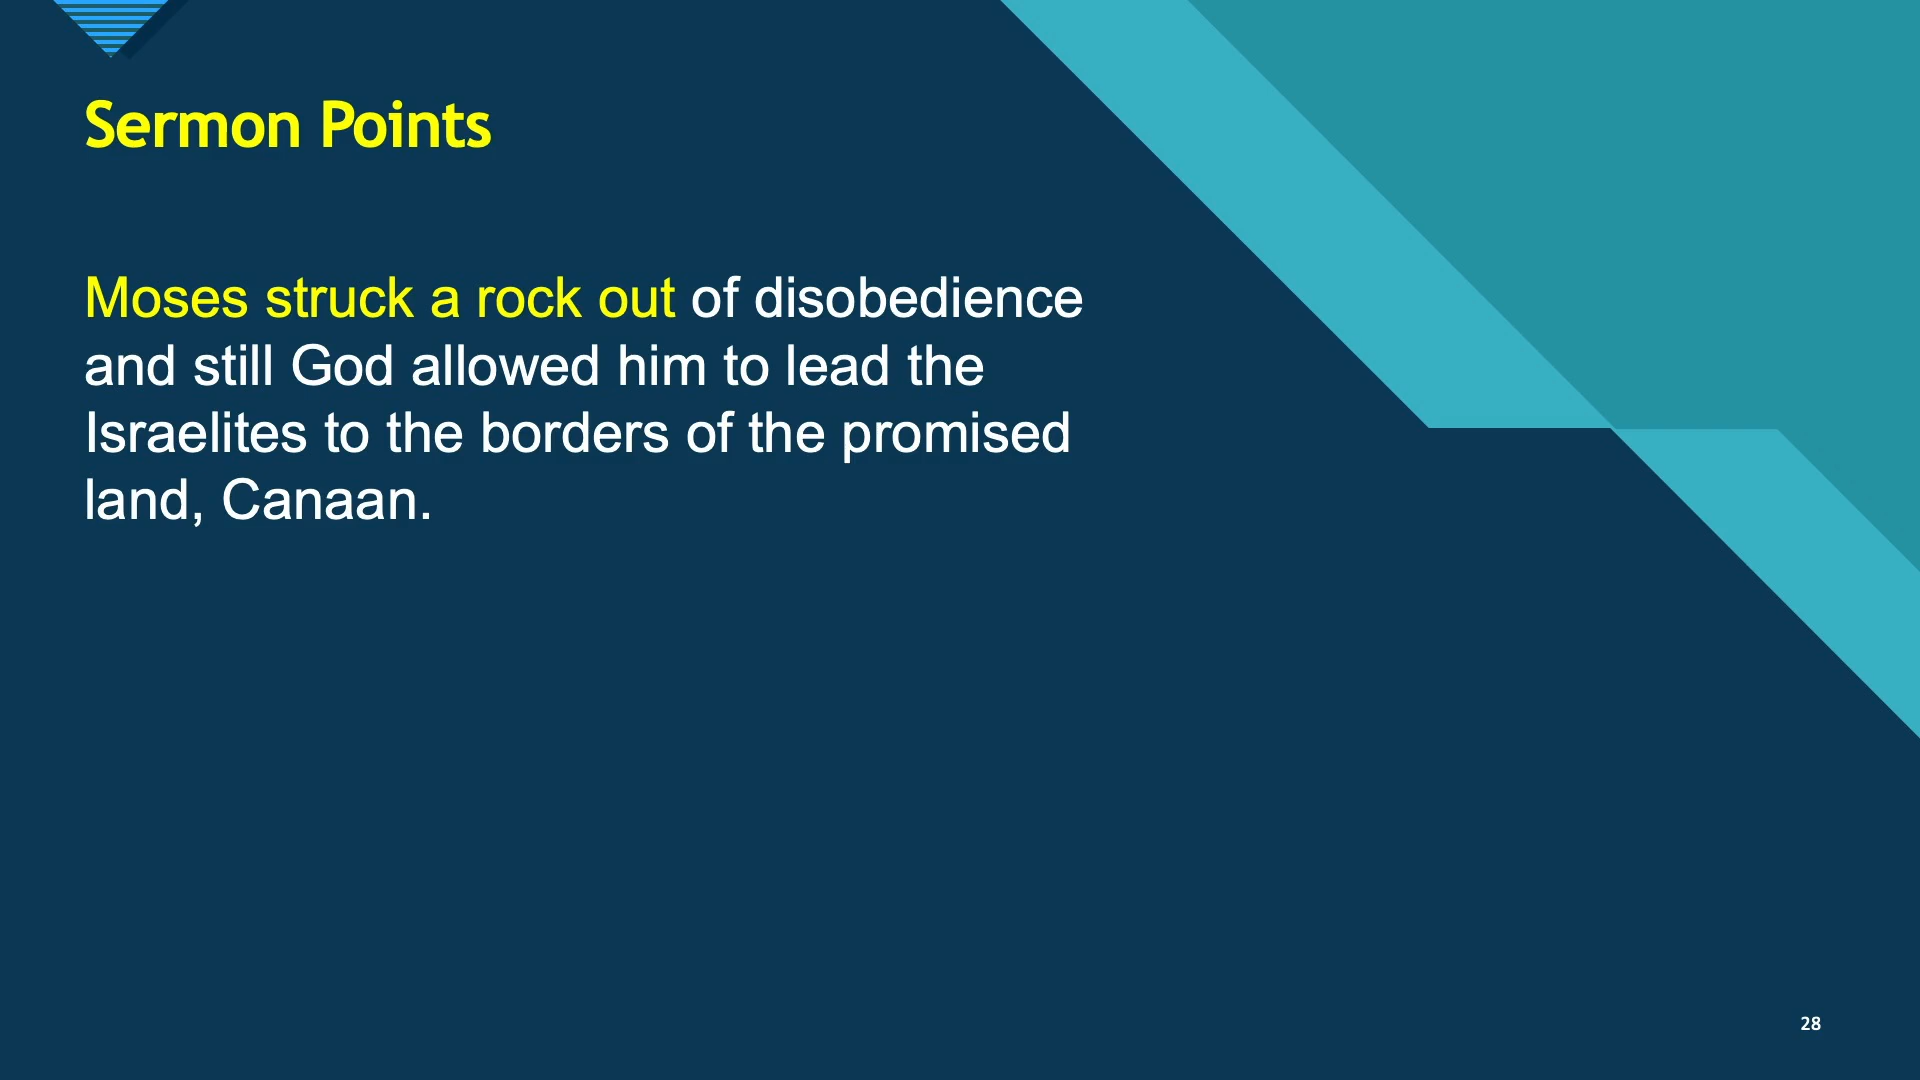 Sermon Points
Moses struck a rock out of disobedience
and still God allowed him to lead the
Israelites to the borders of the promised
land, Canaan.
28